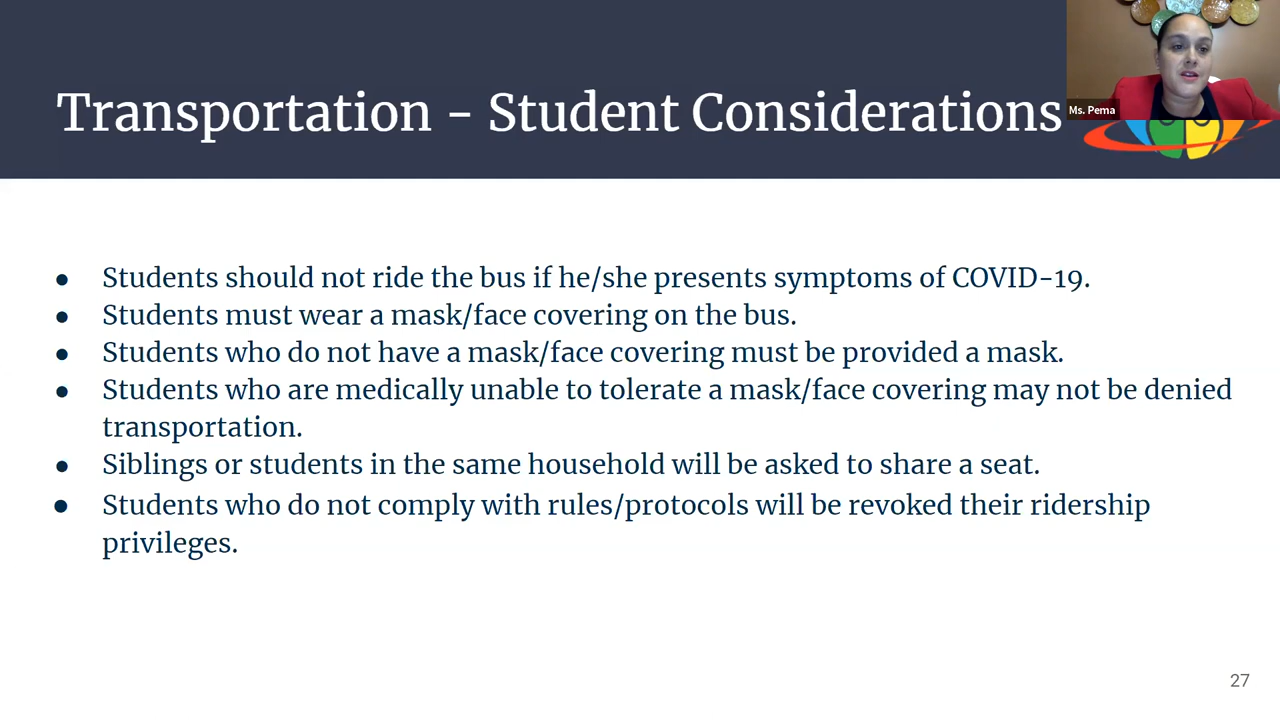 Transportation - Student Considerations
Ms. Pema
● Students should not ride the bus if he/she presents symptoms of COVID-19.
● Students must wear a mask/face covering on the bus.
● Students who do not have a mask/face covering must be provided a mask.
● Students who are medically unable to tolerate a mask/face covering may not be denied
transportation.
● Siblings or students in the same household will be asked to share a seat.
● Students who do not comply with rules/protocols will be revoked their ridership
privileges.
27